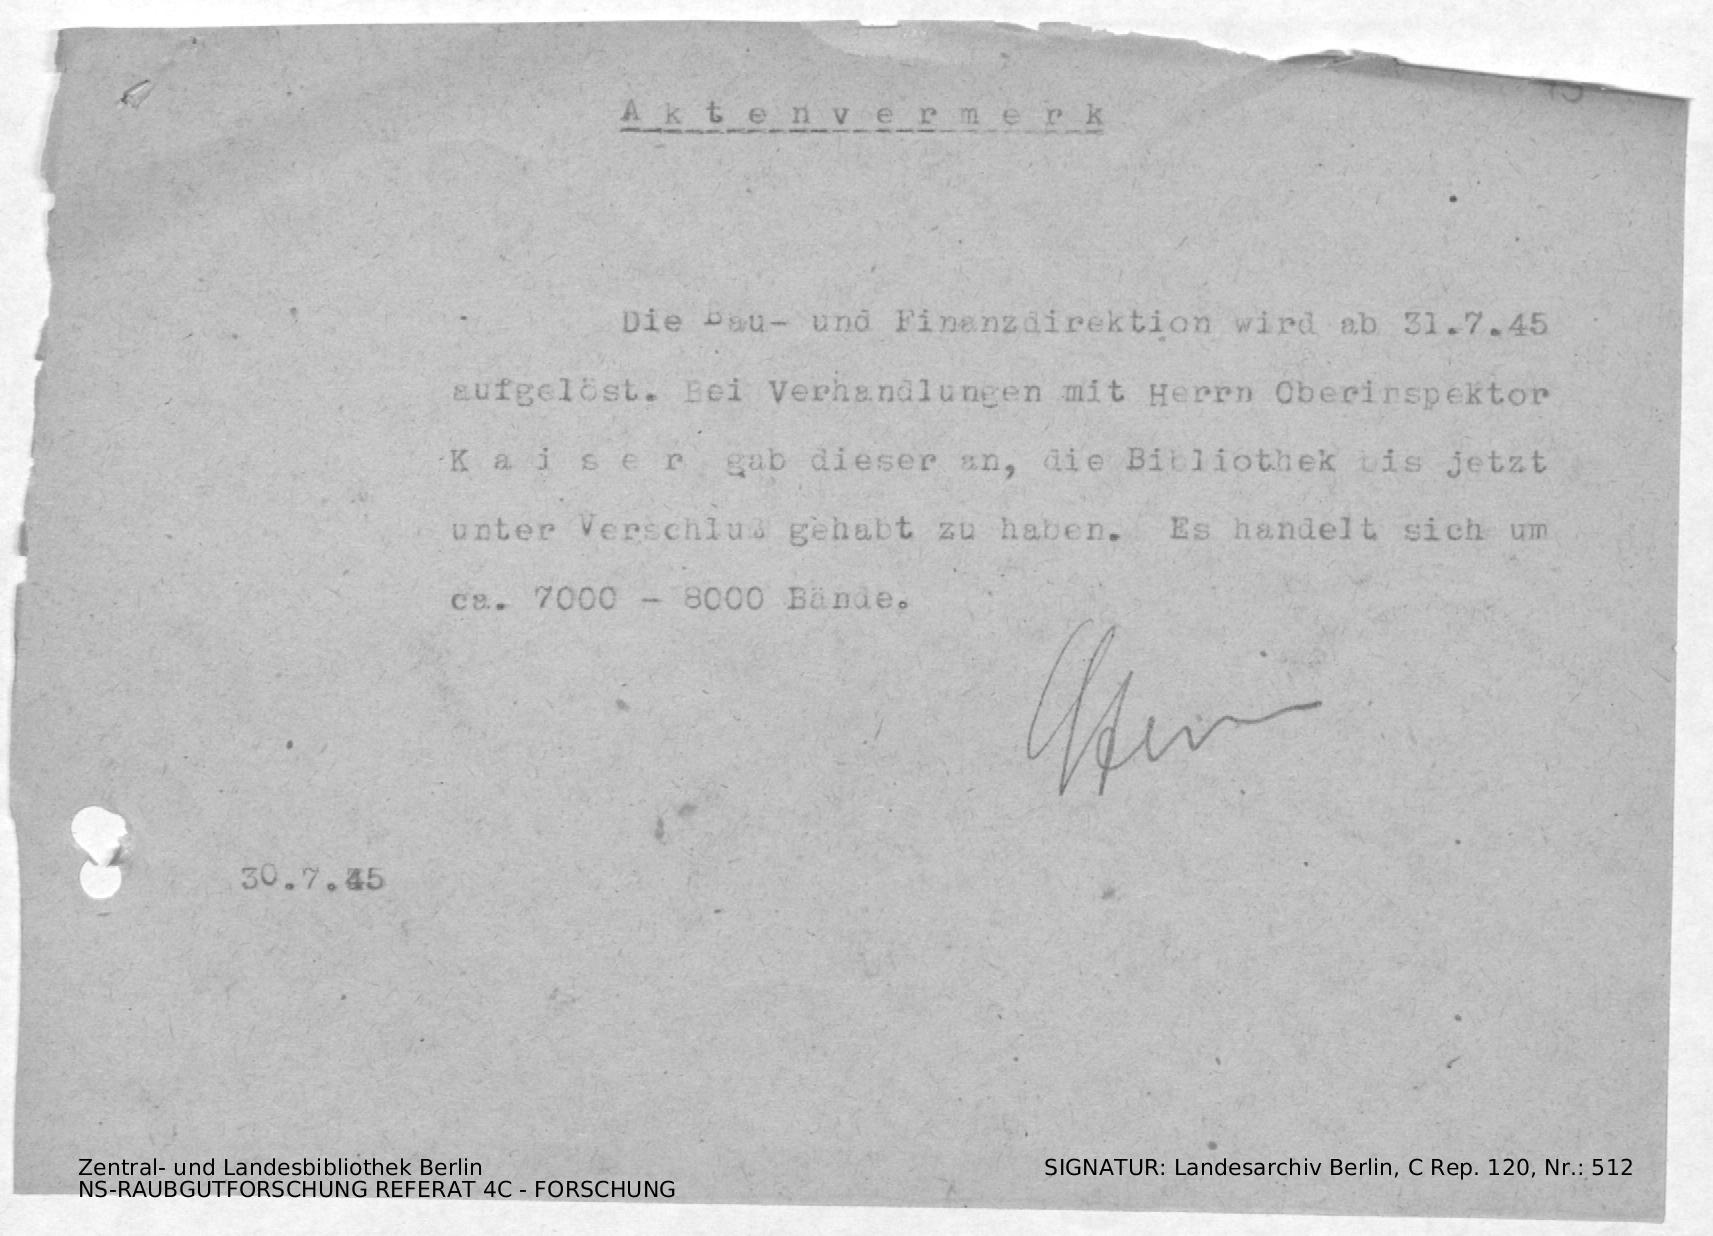 A k t e n v e r m e r k
Die Bau- und Finanzdirektion wird ab 31.7.45
aufgelöst. Bei Verhandlungen mit Herrn Oberinspektor
K a i s e r gab dieser an, die Bibliothek bis jetzt
unter Verschluß gehabt zu haben. Es handelt sich um
ca. 7000 - 8000 Bände.
30.7.45
Zentral- und Landesbibliothek Berlin
NS-RAUBGUTFORSCHUNG REFERAT 4C - FORSCHUNG
SIGNATUR: Landesarchiv Berlin, C Rep. 120, Nr.: 512